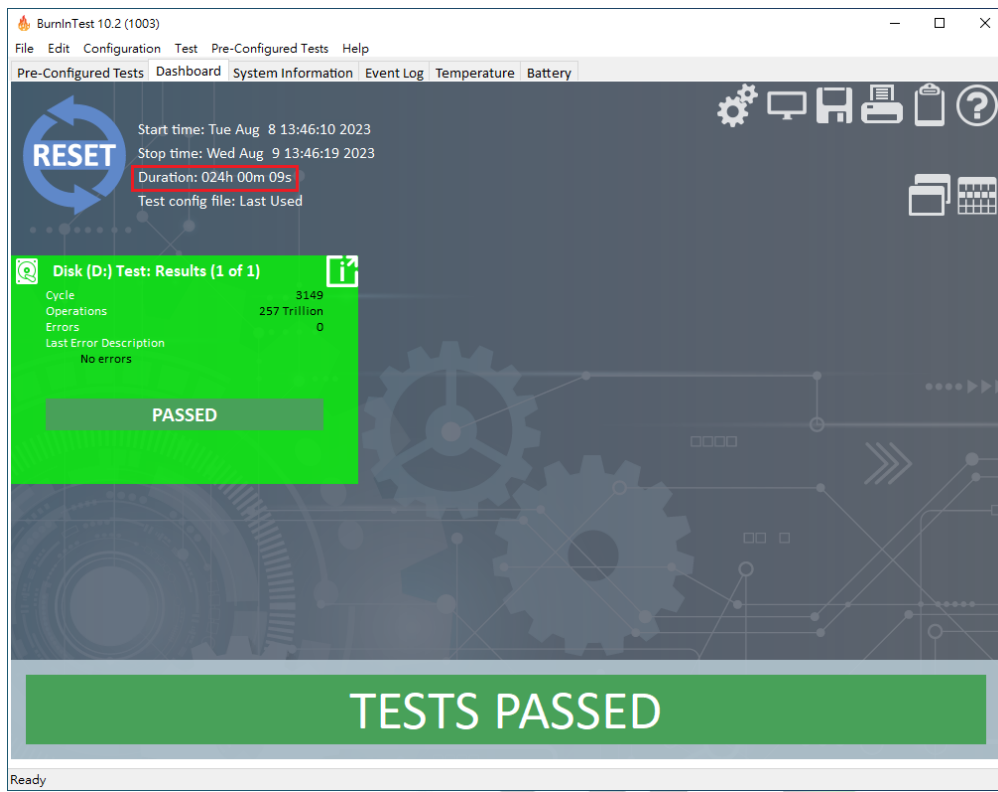 BurnInTest 10.2 (1003)
File Edit Configuration Test Pre-Configured Tests Help
Pre-Configured Tests Dashboard System Information Event Log Temperature Battery
RESET
Start time: Tue Aug 8 13:46:10 2023
Stop time: Wed Aug 9 13:46:19 2023
Duration: 024h 00m 09s
Test config file: Last Used
Disk (D:) Test: Results (1 of 1)
Cycle 3149
Operations 257 Trillion
Errors 0
Last Error Description
No errors
PASSED
TESTS PASSED
Ready